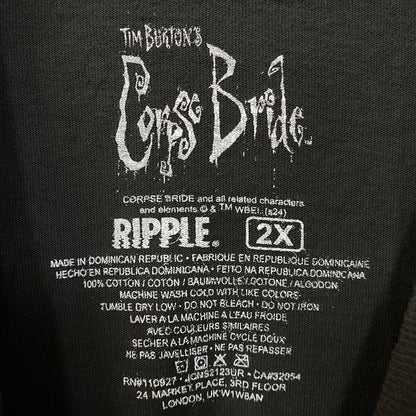 TIM BURTON'S
Corpse Bride™
CORPSE BRIDE and all related characters
and elements © & ™ WBEI. (s24)
RIPPLE. 2X
MADE IN DOMINICAN REPUBLIC • FABRIQUE EN REPUBLIQUE DOMINICAINE
HECHO EN REPUBLICA DOMINICANA • FEITO NA REPUBLICA DOMINICANA
100% COTTON / COTON / BAUMWOLLE / COTONE / ALGODON
MACHINE WASH COLD WITH LIKE COLORS
TUMBLE DRY LOW • DO NOT BLEACH • DO NOT IRON
LAVER A LA MACHINE A L'EAU FROIDE
AVEC COULEURS SIMILAIRES
SECHER A LA MACHINE CYCLE DOUX
NE PAS JAVELLISER • NE PAS REPASSER
RN#110927 • CA#32054
24 MARKET PLACE, 3RD FLOOR
LONDON, UK W1W8AN